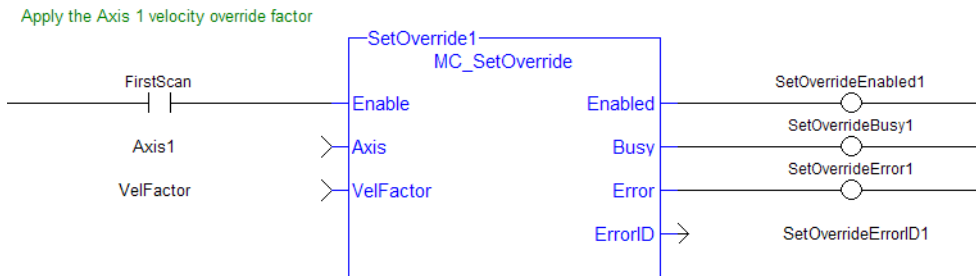 Apply the Axis 1 velocity override factor
SetOverride1
MC_SetOverride
FirstScan
Enable
Enabled
SetOverrideEnabled1
Axis1
Axis
Busy
SetOverrideBusy1
VelFactor
VelFactor
Error
SetOverrideError1
ErrorID
SetOverrideErrorID1